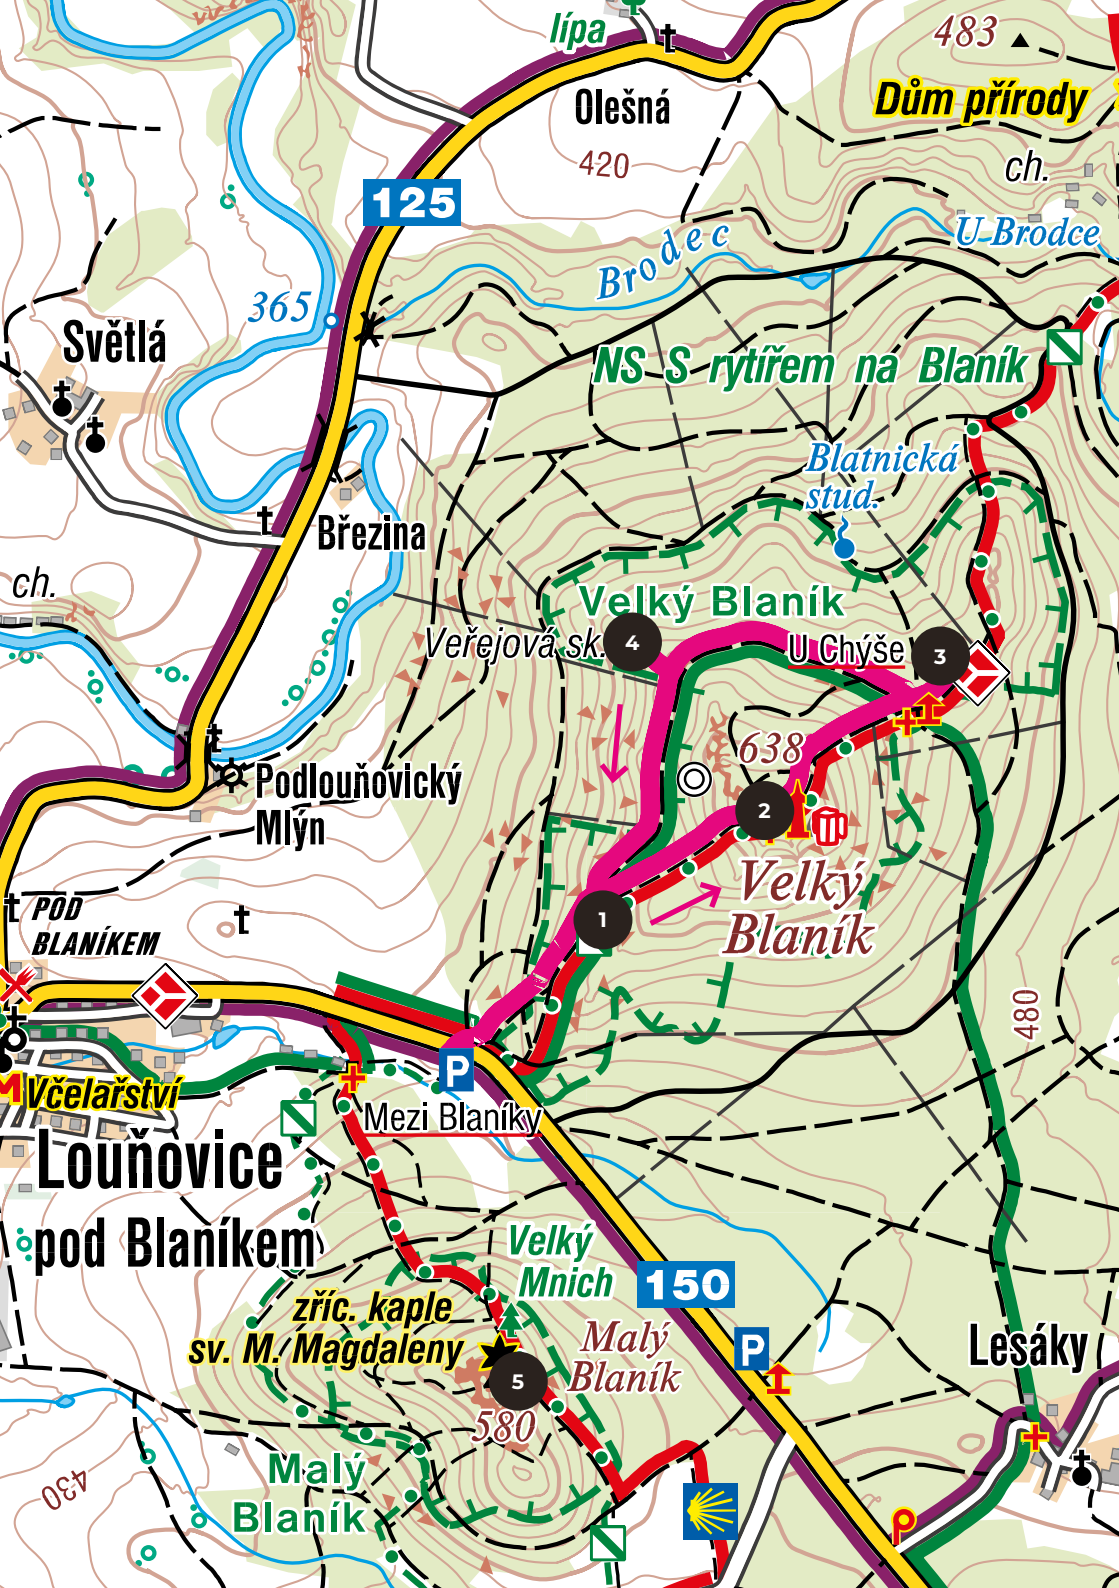 lípa
483
Olešná
Dům přírody
420
ch.
125
Brodec
U Brodce
365
Světlá
NS S rytířem na Blaník
Blatnická
stud.
Březina
ch.
Velký Blaník
Veřejová sk.
4
U Chýše
3
638
Podlouňovický
Mlýn
2
Velký
Blaník
POD
BLANÍKEM
1
480
P
Včelařství
Mezi Blaníky
Louňovice
pod Blaníkem
Velký
Mnich
150
zříc. kaple
sv. M. Magdaleny
Malý
Blaník
P
Lesáky
5
580
Malý
Blaník
430